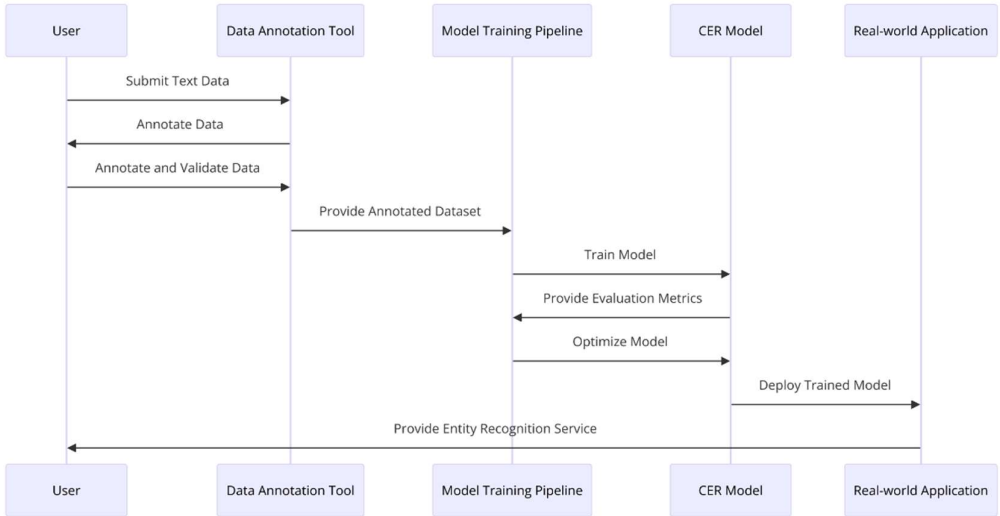 User
Data Annotation Tool
Model Training Pipeline
CER Model
Real-world Application
Submit Text Data
Annotate Data
Annotate and Validate Data
Provide Annotated Dataset
Train Model
Provide Evaluation Metrics
Optimize Model
Deploy Trained Model
Provide Entity Recognition Service
User
Data Annotation Tool
Model Training Pipeline
CER Model
Real-world Application